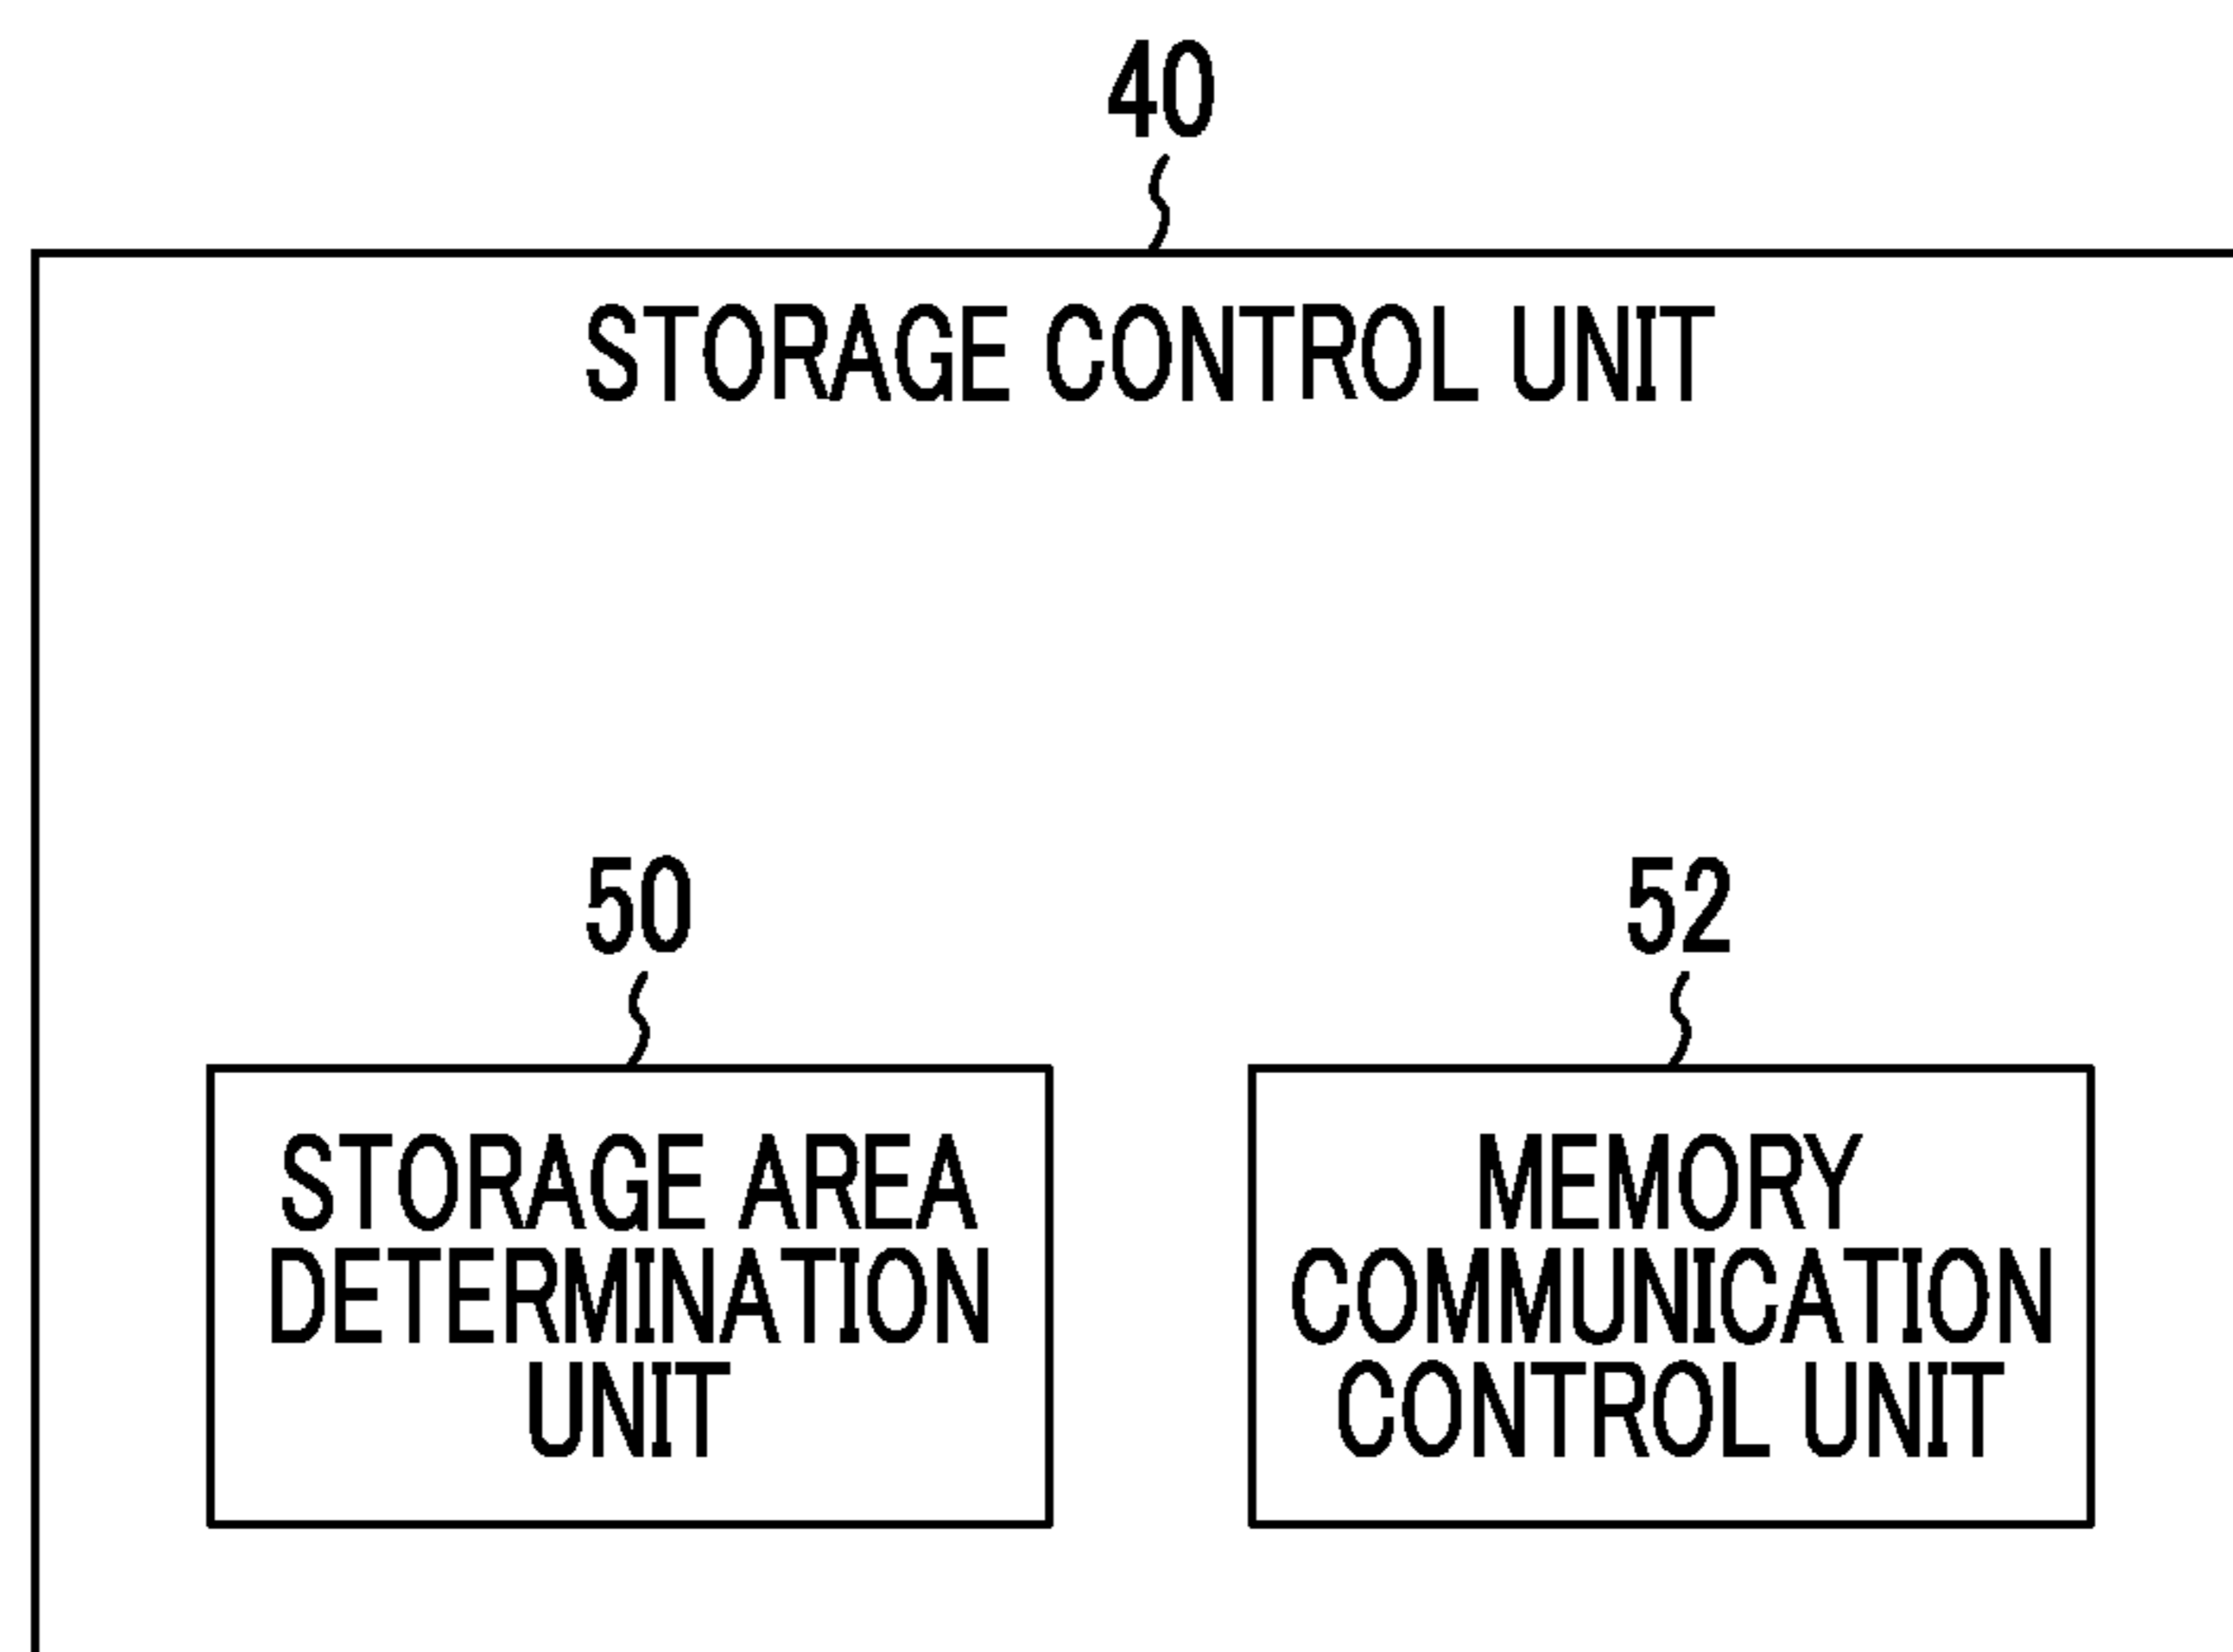 40
STORAGE CONTROL UNIT
50
STORAGE AREA
DETERMINATION
UNIT
52
MEMORY
COMMUNICATION
CONTROL UNIT